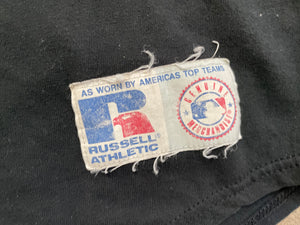 AS WORN BY AMERICAS TOP TEAMS
RUSSELL
ATHLETIC
GENUINE
MERCHANDISE